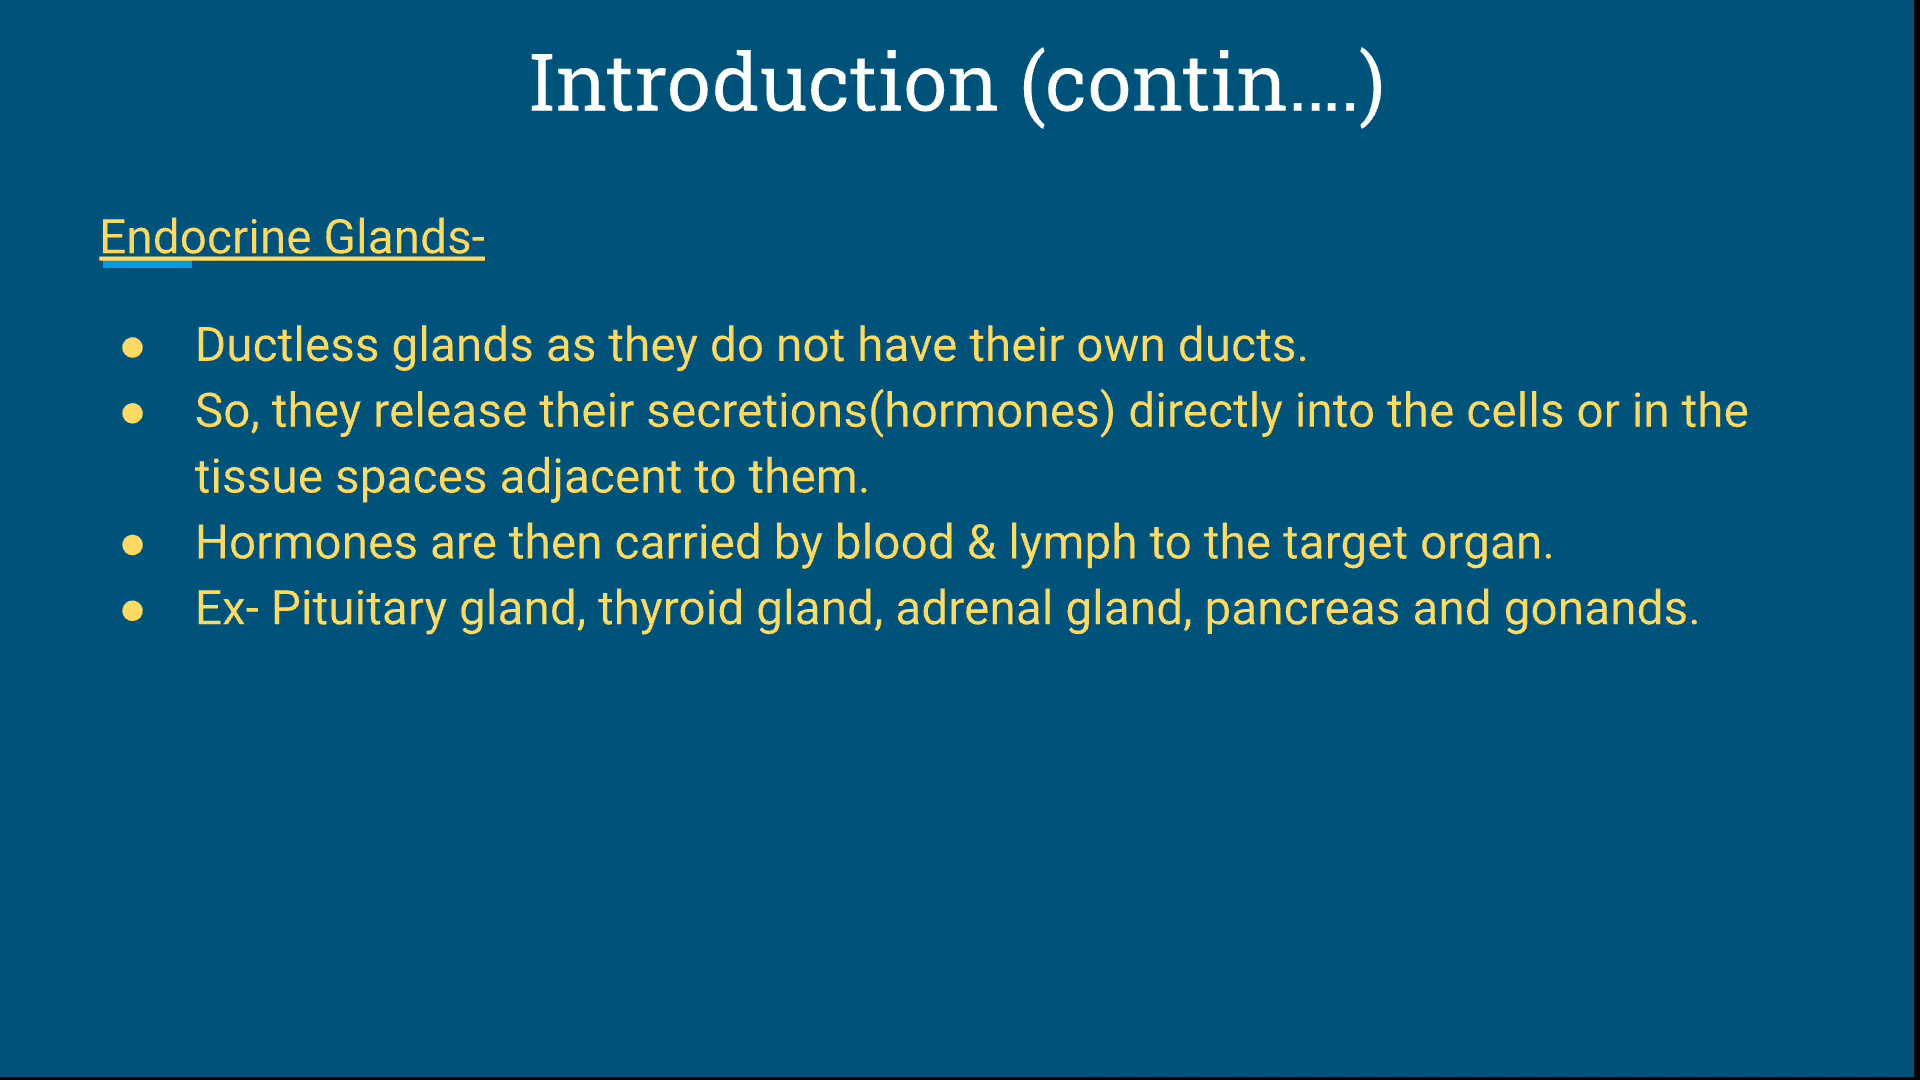 Introduction (contin....)
Endocrine Glands-
● Ductless glands as they do not have their own ducts.
● So, they release their secretions(hormones) directly into the cells or in the
tissue spaces adjacent to them.
● Hormones are then carried by blood & lymph to the target organ.
● Ex- Pituitary gland, thyroid gland, adrenal gland, pancreas and gonands.